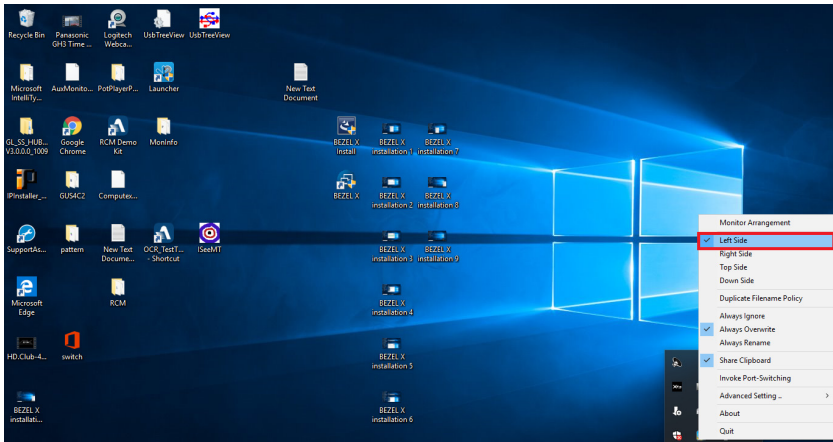 Recycle Bin
Panasonic
GH3 Time ...
Logitech
Webca...
UsbTreeView
UsbTreeView
Microsoft
IntelliTy...
AuxMonito...
PotPlayerP...
Launcher
New Text
Document
GL_SS_HUB...
V3.0.0.0_1009
Google
Chrome
RCM Demo
Kit
MonInfo
BEZEL X
Install
BEZEL X
installation 1
BEZEL X
installation 7
IPInstaller_...
GUS4C2
Computex...
BEZEL X
BEZEL X
installation 2
BEZEL X
installation 8
SupportAs...
pattern
New Text
Docume...
OCR_TestT...
- Shortcut
ISeeMT
BEZEL X
installation 3
BEZEL X
installation 9
Microsoft
Edge
RCM
BEZEL X
installation 4
HD.Club-4...
switch
BEZEL X
installation 5
BEZEL X
installati...
BEZEL X
installation 6
Monitor Arrangement
Left Side
Right Side
Top Side
Down Side
Duplicate Filename Policy
Always Ignore
Always Overwrite
Always Rename
Share Clipboard
Invoke Port-Switching
Advanced Setting ..
About
Quit